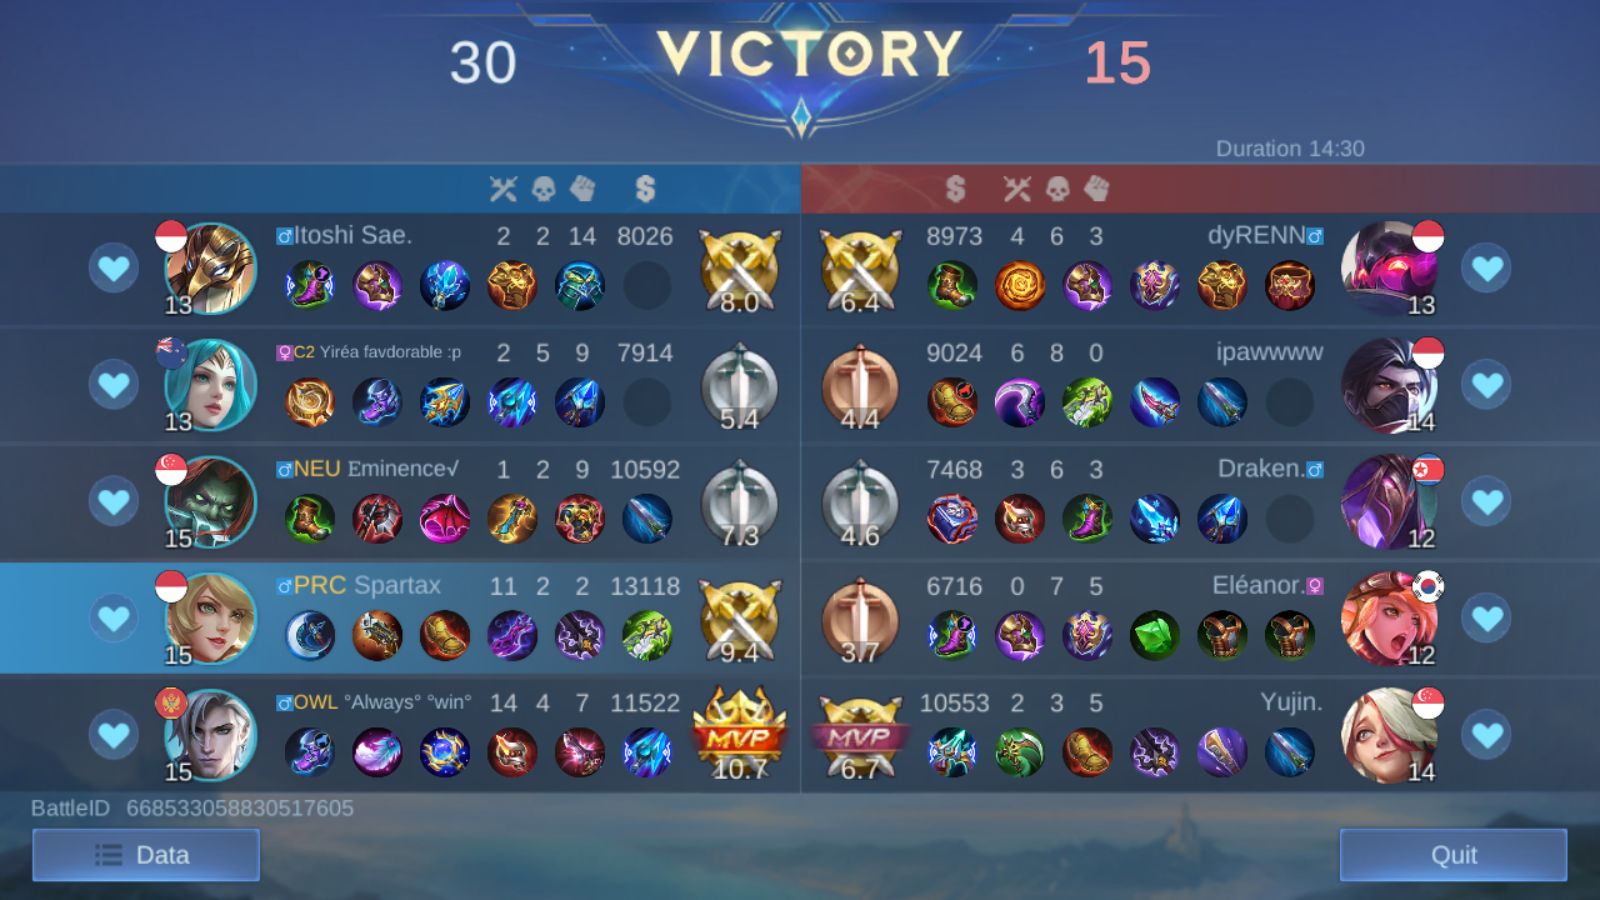 30 VICTORY 15
Duration 14:30
Itoshi Sae. 2 2 14 8026 8.0 13
6.4 8973 4 6 3 dyRENN 13
C2 Yiréa favdorable :p 2 5 9 7914 5.4 13
4.4 9024 6 8 0 ipawwww 14
NEU Eminence√ 1 2 9 10592 7.3 15
4.6 7468 3 6 3 Draken. 12
PRC Spartax 11 2 2 13118 9.4 15
3.7 6716 0 7 5 Eléanor. 12
OWL °Always° °win° 14 4 7 11522 MVP 10.7 15
MVP 6.7 10553 2 3 5 Yujin. 14
BattleID 668533058830517605
Data Quit